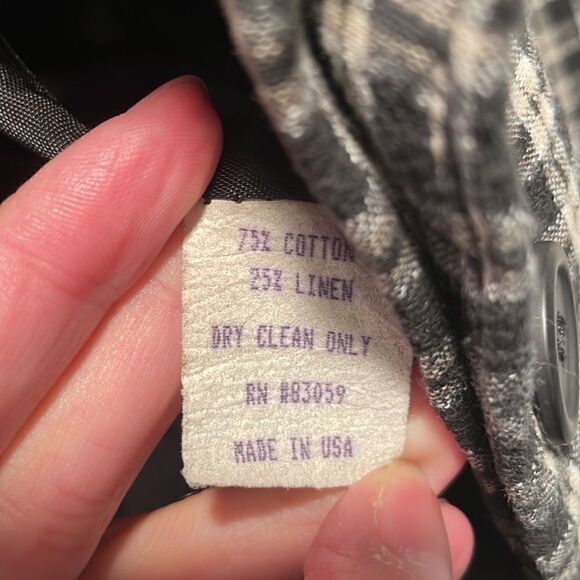 75% COTTON
25% LINEN
DRY CLEAN ONLY
RN #83059
MADE IN USA